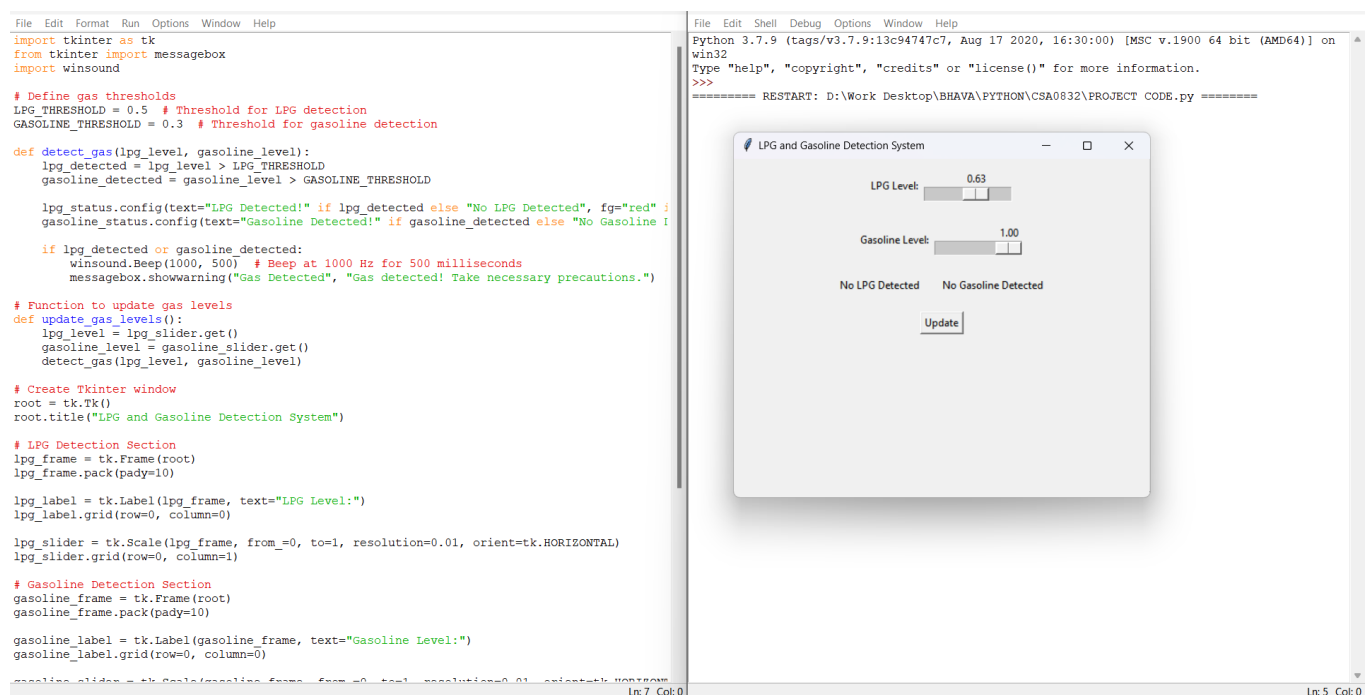 File Edit Format Run Options Window Help
import tkinter as tk
from tkinter import messagebox
import winsound
# Define gas thresholds
LPG_THRESHOLD = 0.5  # Threshold for LPG detection
GASOLINE_THRESHOLD = 0.3  # Threshold for gasoline detection
def detect_gas(lpg_level, gasoline_level):
    lpg_detected = lpg_level > LPG_THRESHOLD
    gasoline_detected = gasoline_level > GASOLINE_THRESHOLD
    lpg_status.config(text="LPG Detected!" if lpg_detected else "No LPG Detected", fg="red"
    gasoline_status.config(text="Gasoline Detected!" if gasoline_detected else "No Gasoline
    if lpg_detected or gasoline_detected:
        winsound.Beep(1000, 500)  # Beep at 1000 Hz for 500 milliseconds
        messagebox.showwarning("Gas Detected", "Gas detected! Take necessary precautions.")
# Function to update gas levels
def update_gas_levels():
    lpg_level = lpg_slider.get()
    gasoline_level = gasoline_slider.get()
    detect_gas(lpg_level, gasoline_level)
# Create Tkinter window
root = tk.Tk()
root.title("LPG and Gasoline Detection System")
# LPG Detection Section
lpg_frame = tk.Frame(root)
lpg_frame.pack(pady=10)
lpg_label = tk.Label(lpg_frame, text="LPG Level:")
lpg_label.grid(row=0, column=0)
lpg_slider = tk.Scale(lpg_frame, from_=0, to=1, resolution=0.01, orient=tk.HORIZONTAL)
lpg_slider.grid(row=0, column=1)
# Gasoline Detection Section
gasoline_frame = tk.Frame(root)
gasoline_frame.pack(pady=10)
gasoline_label = tk.Label(gasoline_frame, text="Gasoline Level:")
gasoline_label.grid(row=0, column=0)
Ln: 7 Col: 0
File Edit Shell Debug Options Window Help
Python 3.7.9 (tags/v3.7.9:13c94747c7, Aug 17 2020, 16:30:00) [MSC v.1900 64 bit (AMD64)] on
win32
Type "help", "copyright", "credits" or "license()" for more information.
>>>
========= RESTART: D:\Work Desktop\BHAVA\PYTHON\CSA0832\PROJECT CODE.py ========
LPG and Gasoline Detection System
0.63
LPG Level:
1.00
Gasoline Level:
No LPG Detected No Gasoline Detected
Update
Ln: 5 Col: 0